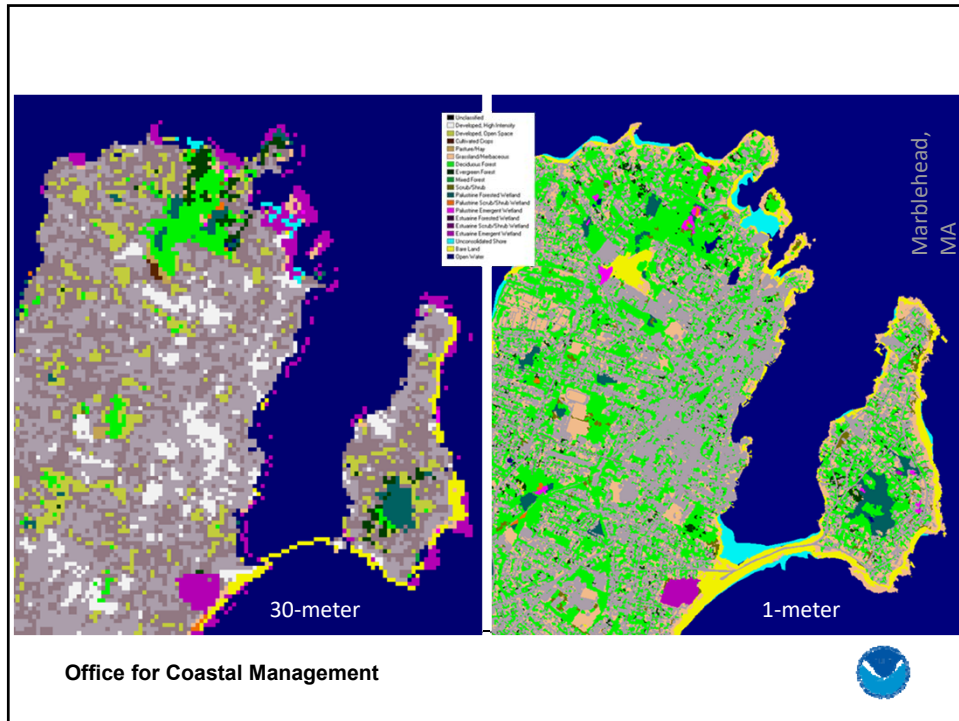 Unclassified
Developed, High Intensity
Developed, Open Space
Cultivated Crops
Pasture/Hay
Grassland/Herbaceous
Deciduous Forest
Evergreen Forest
Mixed Forest
Scrub/Shrub
Palustrine Forested Wetland
Palustrine Scrub/Shrub Wetland
Palustrine Emergent Wetland
Estuarine Forested Wetland
Estuarine Scrub/Shrub Wetland
Estuarine Emergent Wetland
Unconsolidated Shore
Bare Land
Open Water
Marblehead,
MA
30-meter
1-meter
Office for Coastal Management